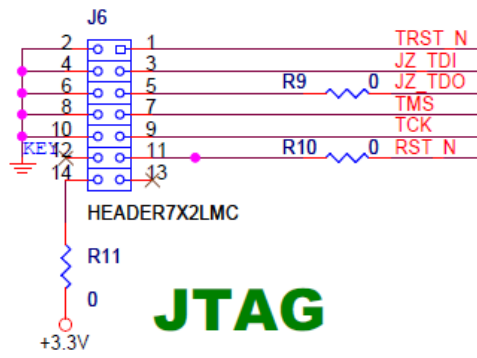 J6
2 1 TRST_N
4 3 JZ_TDI
6 5 R9 0 JZ_TDO
8 7 TMS
10 9 TCK
KEY 12 11 R10 0 RST_N
14 13
HEADER7X2LMC
R11
0
+3.3V
JTAG